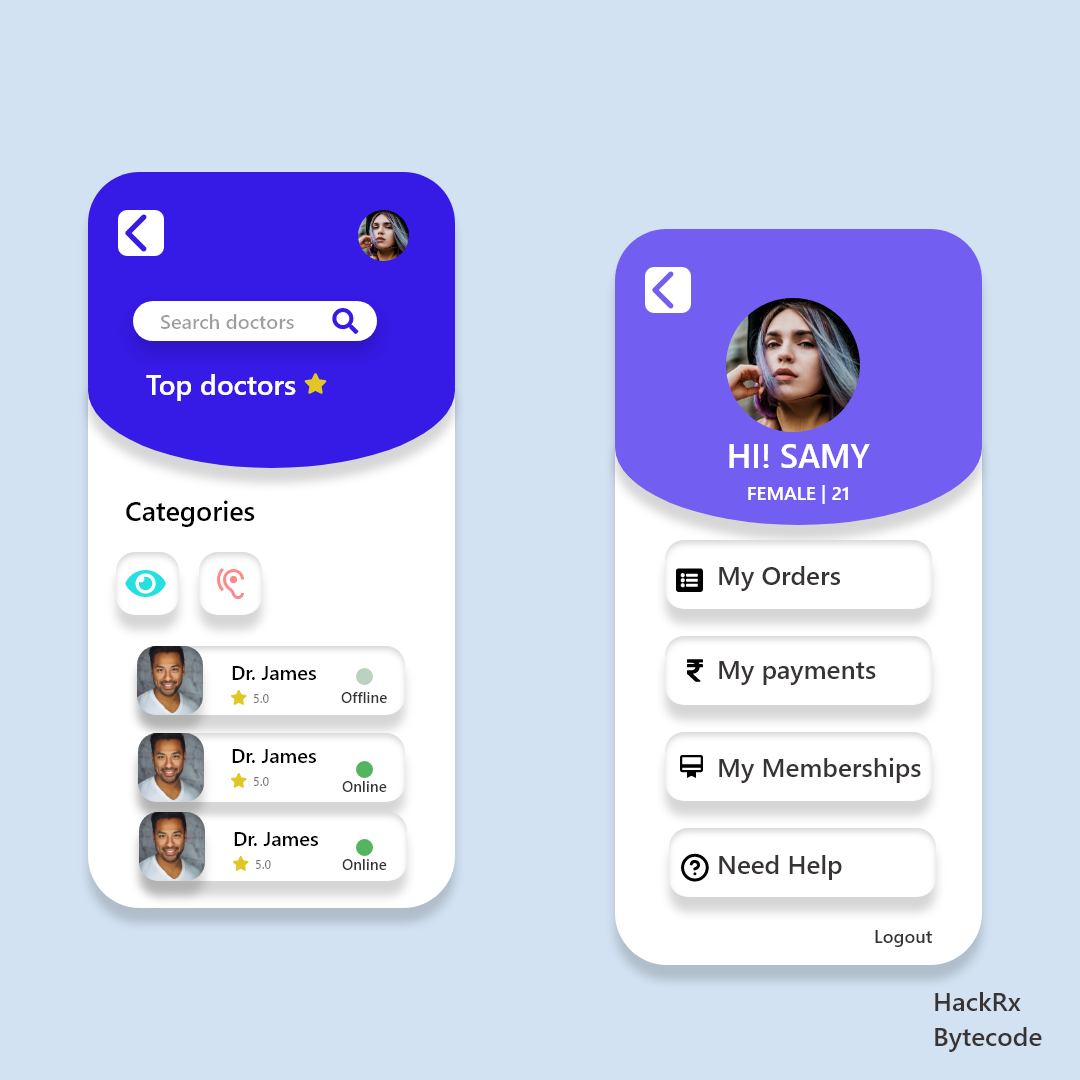 Search doctors
Top doctors
Categories
Dr. James
5.0
Offline
Dr. James
5.0
Online
Dr. James
5.0
Online
HI! SAMY
FEMALE | 21
My Orders
My payments
My Memberships
Need Help
Logout
HackRx
Bytecode